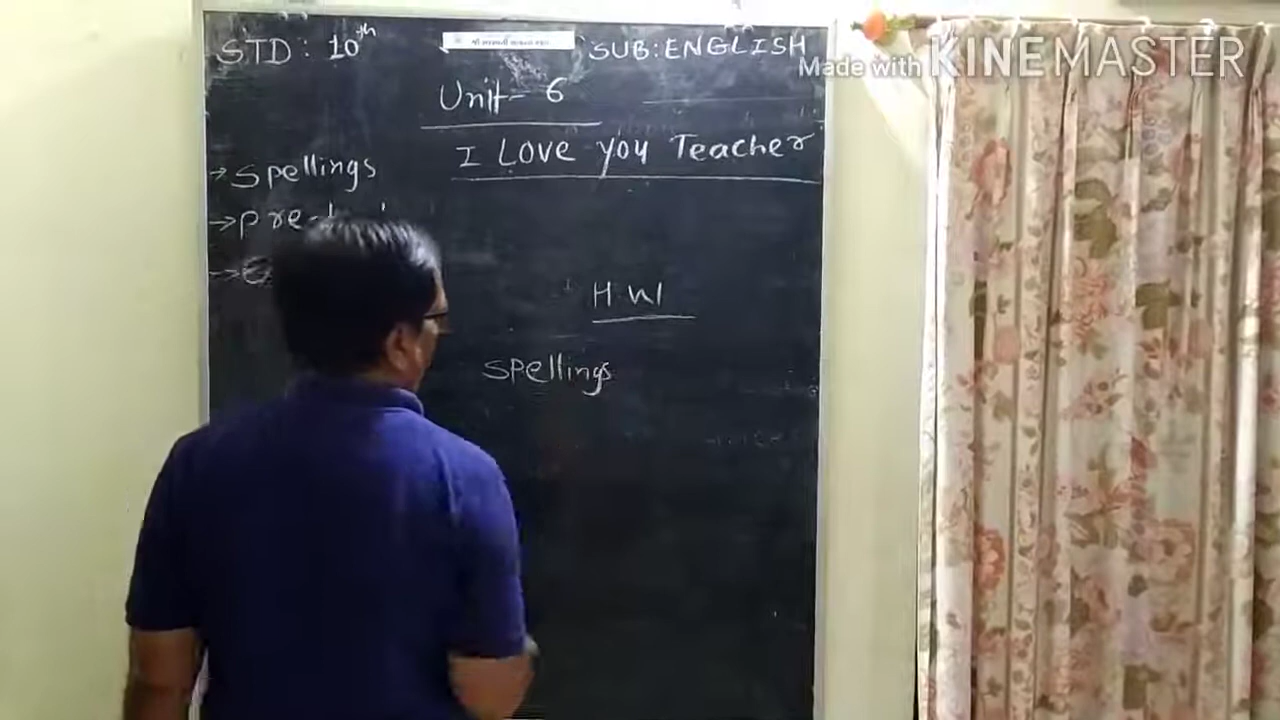 STD : 10th
SUB : ENGLISH
Made with KINEMASTER
Unit - 6
I Love you Teacher
→ Spellings
→ pre-
H.W
spellings